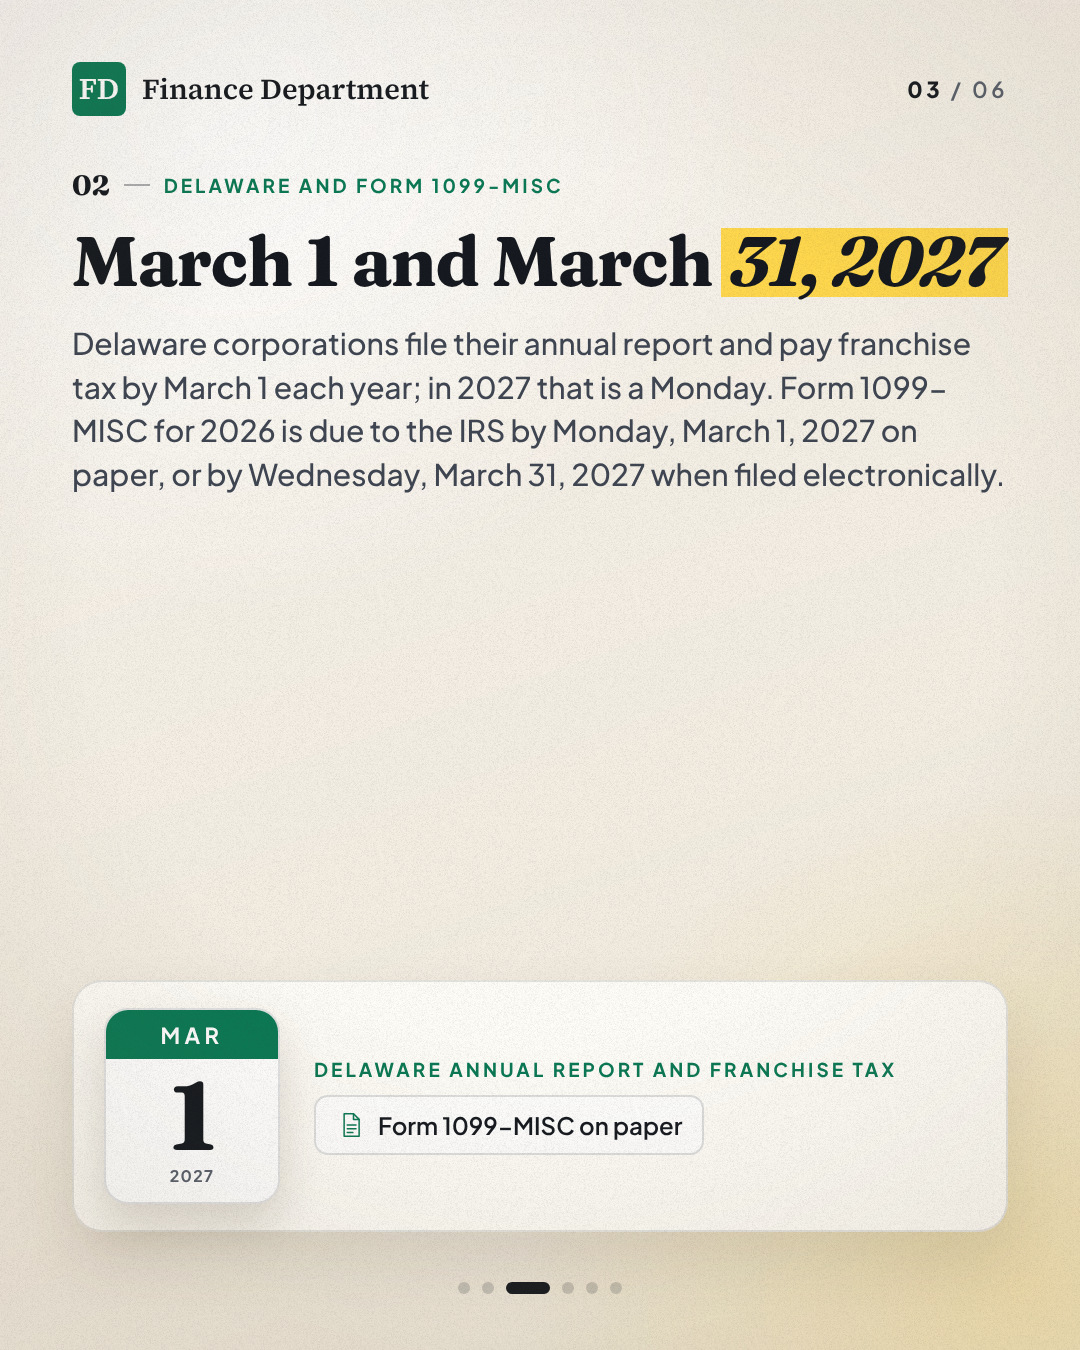 FD Finance Department
03 / 06
02 — DELAWARE AND FORM 1099-MISC
March 1 and March 31, 2027
Delaware corporations file their annual report and pay franchise
tax by March 1 each year; in 2027 that is a Monday. Form 1099-
MISC for 2026 is due to the IRS by Monday, March 1, 2027 on
paper, or by Wednesday, March 31, 2027 when filed electronically.
MAR
1
2027
DELAWARE ANNUAL REPORT AND FRANCHISE TAX
Form 1099-MISC on paper